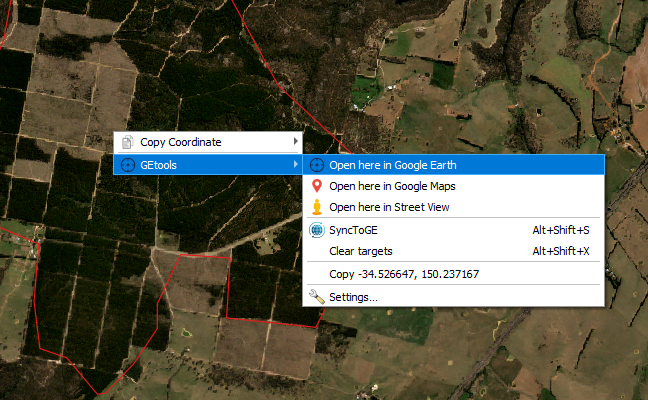 Copy Coordinate
GEtools
Open here in Google Earth
Open here in Google Maps
Open here in Street View
SyncToGE Alt+Shift+S
Clear targets Alt+Shift+X
Copy -34.526647, 150.237167
Settings...